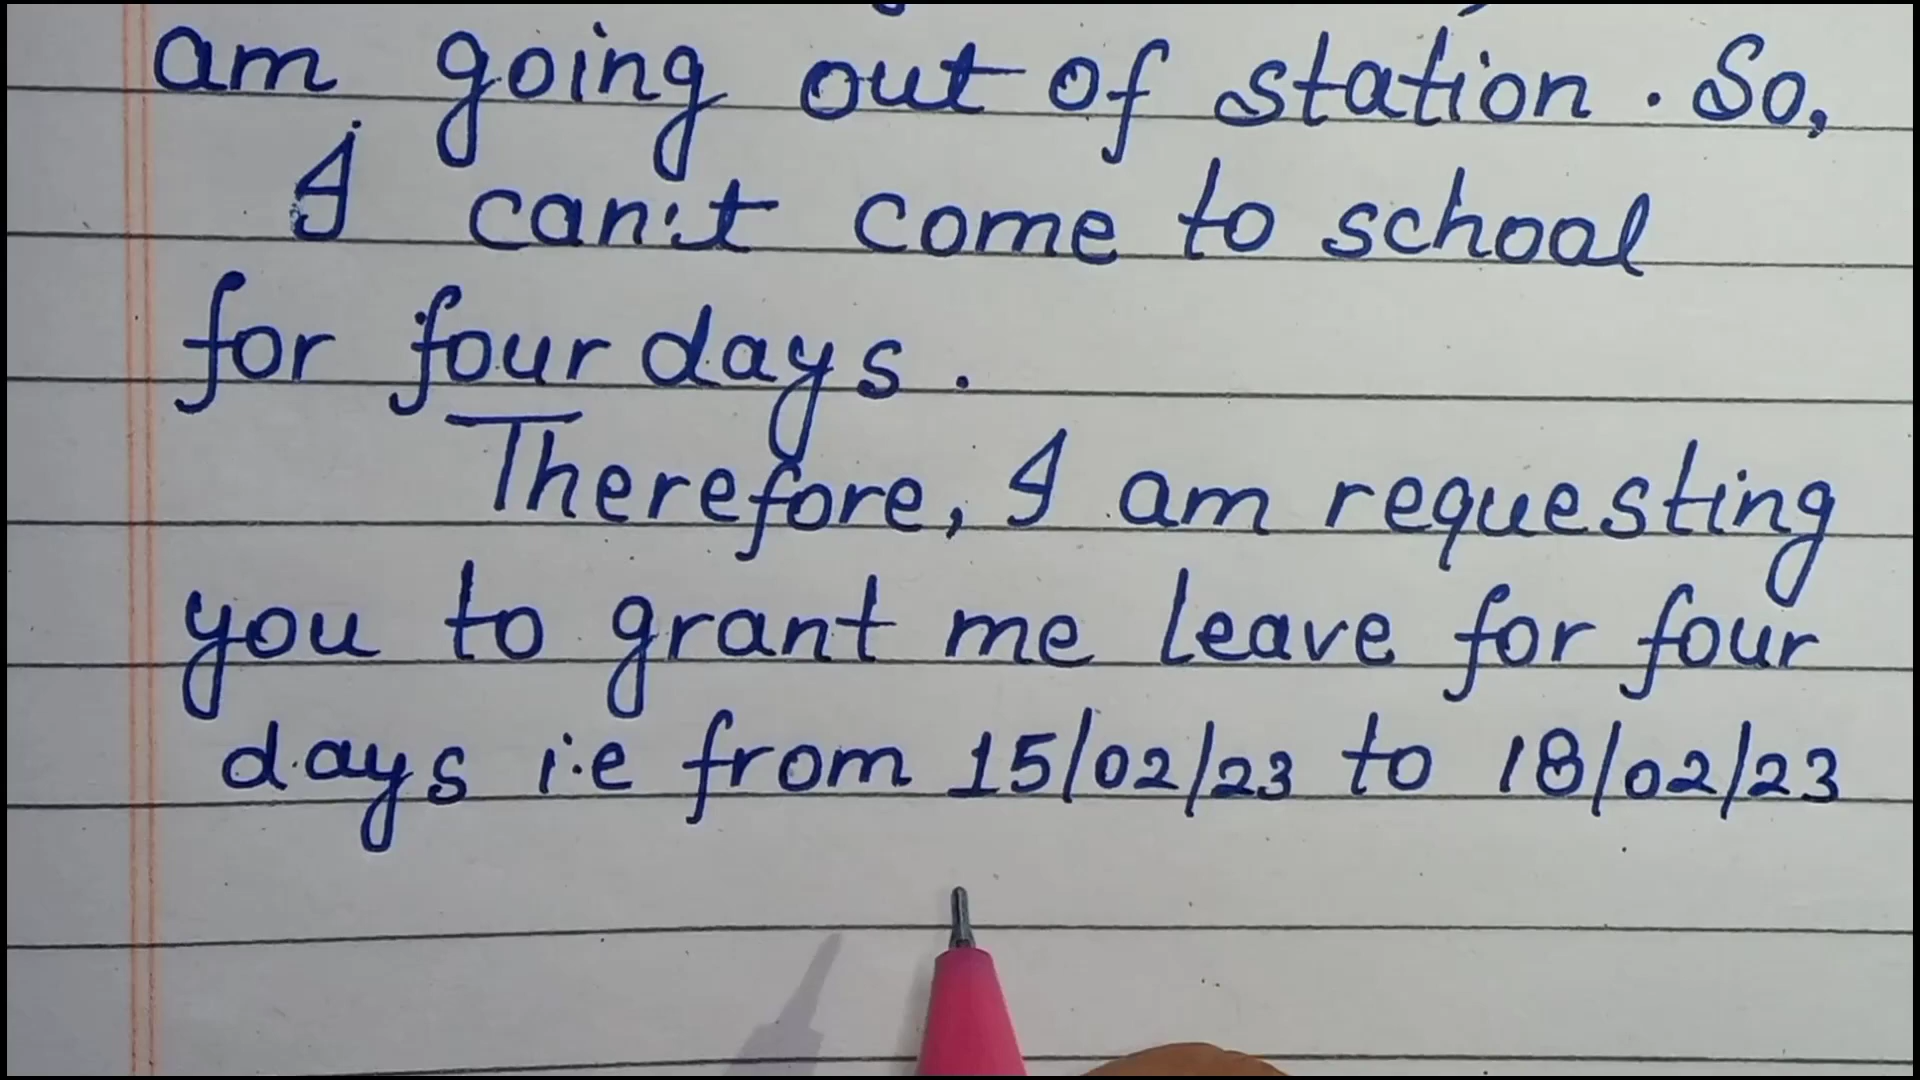 am going out of station. So,
I can't come to school
for four days.
Therefore, I am requesting
you to grant me leave for four
days i.e from 15/02/23 to 18/02/23